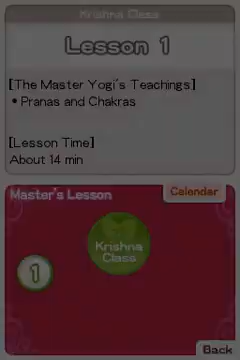 Krishna Class
Lesson 1
[The Master Yogi's Teachings]
• Pranas and Chakras
[Lesson Time]
About 14 min
Master's Lesson
Calendar
Krishna
Class
1
Back